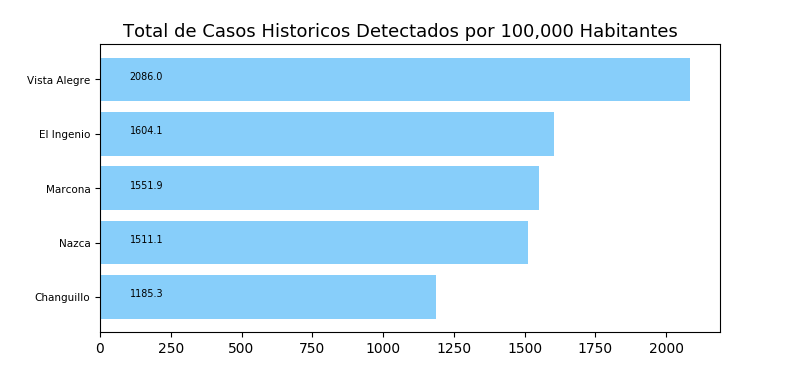 Total de Casos Historicos Detectados por 100,000 Habitantes
Vista Alegre 2086.0
El Ingenio 1604.1
Marcona 1551.9
Nazca 1511.1
Changuillo 1185.3
0 250 500 750 1000 1250 1500 1750 2000